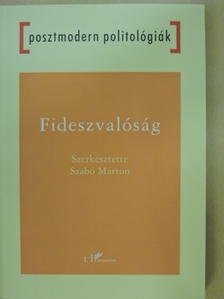 [posztmodern politológiák]
Fideszvalóság
Szerkesztette
Szabó Márton
L'Harmattan